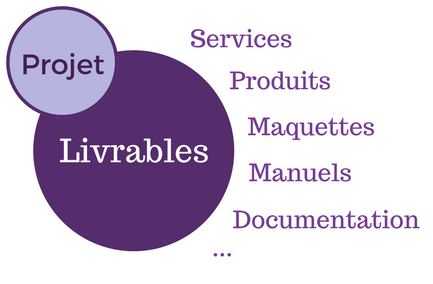 Projet
Livrables
Services
Produits
Maquettes
Manuels
Documentation
...